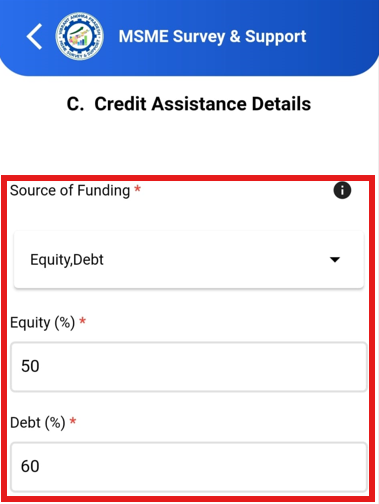 MSME Survey & Support
C. Credit Assistance Details
Source of Funding *
Equity,Debt
Equity (%) *
50
Debt (%) *
60